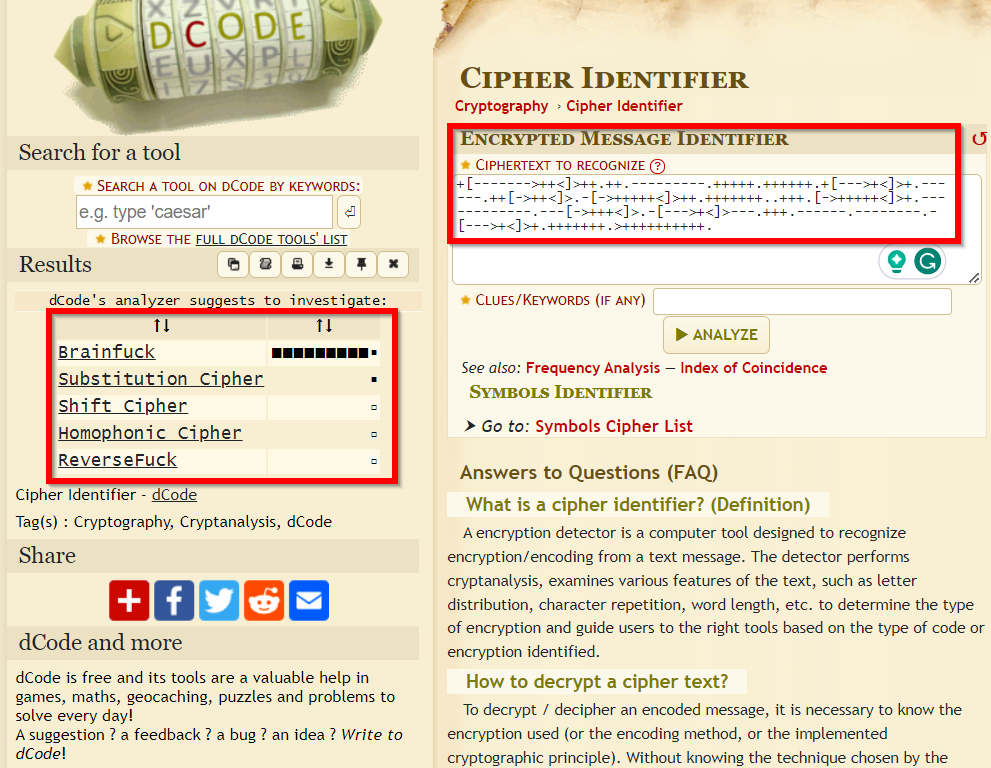 DCODE
Search for a tool
★ SEARCH A TOOL ON DCODE BY KEYWORDS:
e.g. type 'caesar'
★ BROWSE THE FULL DCODE TOOLS' LIST
Results
dCode's analyzer suggests to investigate:
↑↓ ↑↓
Brainfuck
Substitution Cipher
Shift Cipher
Homophonic Cipher
ReverseFuck
Cipher Identifier - dCode
Tag(s) : Cryptography, Cryptanalysis, dCode
Share
dCode and more
dCode is free and its tools are a valuable help in
games, maths, geocaching, puzzles and problems to
solve every day!
A suggestion ? a feedback ? a bug ? an idea ? Write to
dCode!
CIPHER IDENTIFIER
Cryptography › Cipher Identifier
ENCRYPTED MESSAGE IDENTIFIER
★ CIPHERTEXT TO RECOGNIZE ?
★ CLUES/KEYWORDS (IF ANY)
▶ ANALYZE
See also: Frequency Analysis — Index of Coincidence
SYMBOLS IDENTIFIER
➤ Go to: Symbols Cipher List
Answers to Questions (FAQ)
What is a cipher identifier? (Definition)
A encryption detector is a computer tool designed to recognize
encryption/encoding from a text message. The detector performs
cryptanalysis, examines various features of the text, such as letter
distribution, character repetition, word length, etc. to determine the type
of encryption and guide users to the right tools based on the type of code or
encryption identified.
How to decrypt a cipher text?
To decrypt / decipher an encoded message, it is necessary to know the
encryption used (or the encoding method, or the implemented
cryptographic principle). Without knowing the technique chosen by the